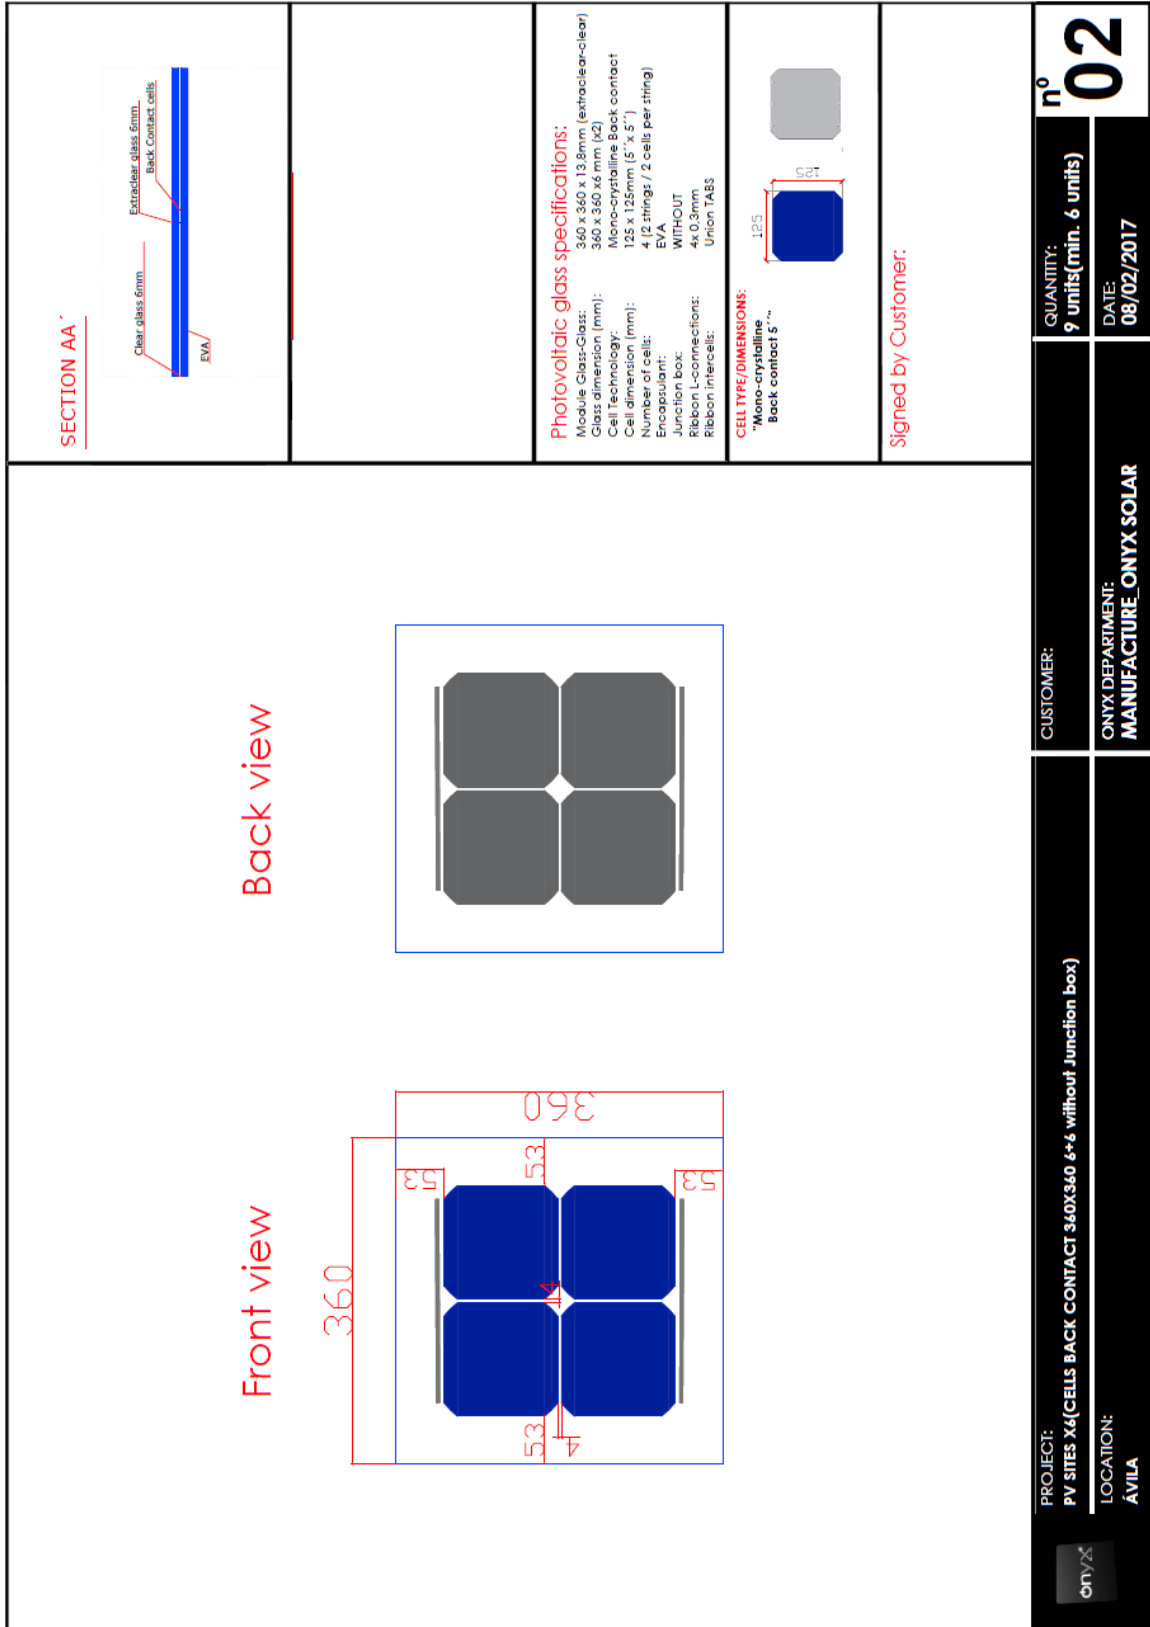 Front view
360
360
53
53
53
53
4
4
Back view
SECTION AA´
Clear glass 6mm
Extraclear glass 6mm
Back Contact cells
EVA
Photovoltaic glass specifications:
Module Glass-Glass: 360 x 360 x 13,8mm (extraclear-clear)
Glass dimension (mm): 360 x 360 x6 mm (x2)
Cell Technology: Mono-crystalline Back contact
Cell dimension (mm): 125 x 125mm (5´´x 5´´)
Number of cells: 4 (2 strings / 2 cells per string)
Encapsulant: EVA
Junction box: WITHOUT
Ribbon L-connections: 4x 0,3mm
Ribbon intercells: Union TABS
CELL TYPE/DIMENSIONS:
"Mono-crystalline
Back contact 5´´"
125
125
Signed by Customer:
onyx
PROJECT:
PV SITES X6(CELLS BACK CONTACT 360X360 6+6 without Junction box)
LOCATION:
ÁVILA
CUSTOMER:
ONYX DEPARTMENT:
MANUFACTURE_ONYX SOLAR
QUANTITY:
9 units(min. 6 units)
DATE:
08/02/2017
nº
02